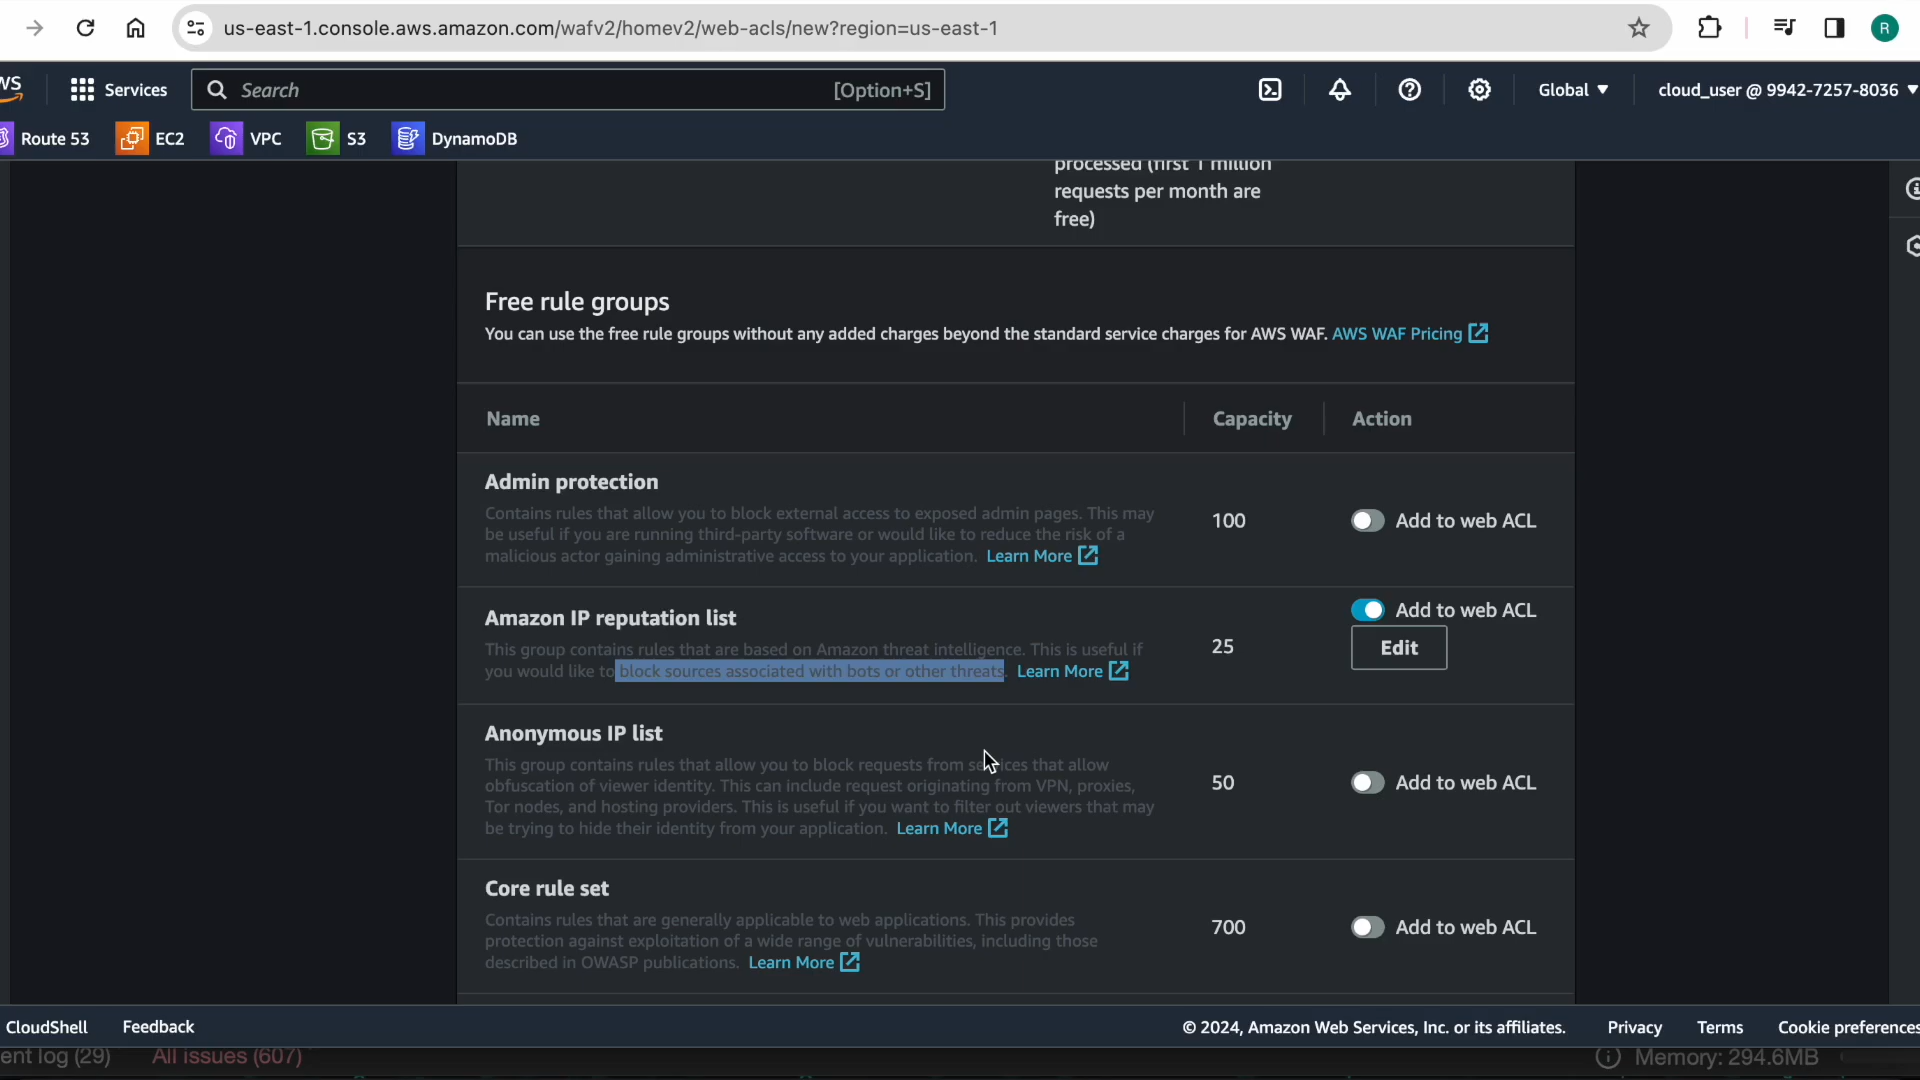 us-east-1.console.aws.amazon.com/wafv2/homev2/web-acls/new?region=us-east-1
R
Services
Search
[Option+S]
Global
cloud_user @ 9942-7257-8036
Route 53
EC2
VPC
S3
DynamoDB
processed (first 1 million
requests per month are
free)
Free rule groups
You can use the free rule groups without any added charges beyond the standard service charges for AWS WAF. AWS WAF Pricing
Name
Capacity
Action
Admin protection
Contains rules that allow you to block external access to exposed admin pages. This may
be useful if you are running third-party software or would like to reduce the risk of a
malicious actor gaining administrative access to your application. Learn More
100
Add to web ACL
Amazon IP reputation list
This group contains rules that are based on Amazon threat intelligence. This is useful if
you would like to block sources associated with bots or other threats. Learn More
25
Add to web ACL
Edit
Anonymous IP list
This group contains rules that allow you to block requests from services that allow
obfuscation of viewer identity. This can include request originating from VPN, proxies,
Tor nodes, and hosting providers. This is useful if you want to filter out viewers that may
be trying to hide their identity from your application. Learn More
50
Add to web ACL
Core rule set
Contains rules that are generally applicable to web applications. This provides
protection against exploitation of a wide range of vulnerabilities, including those
described in OWASP publications. Learn More
700
Add to web ACL
CloudShell
Feedback
© 2024, Amazon Web Services, Inc. or its affiliates.
Privacy
Terms
Cookie preferences
ent log (29)
All issues (607)
Memory: 294.6MB